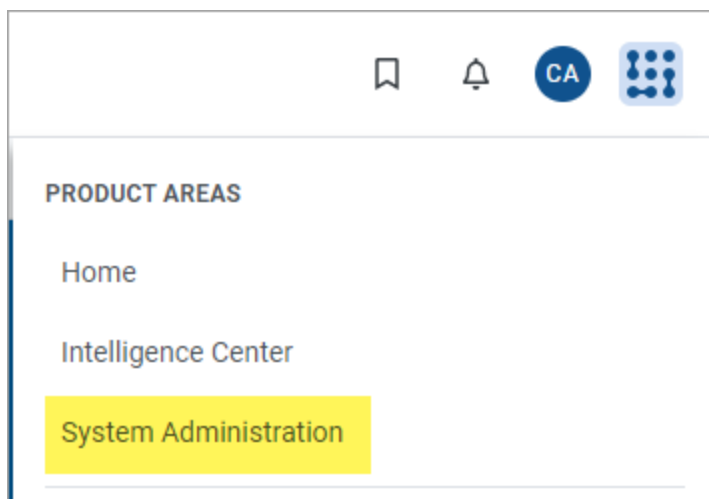 CA
PRODUCT AREAS
Home
Intelligence Center
System Administration